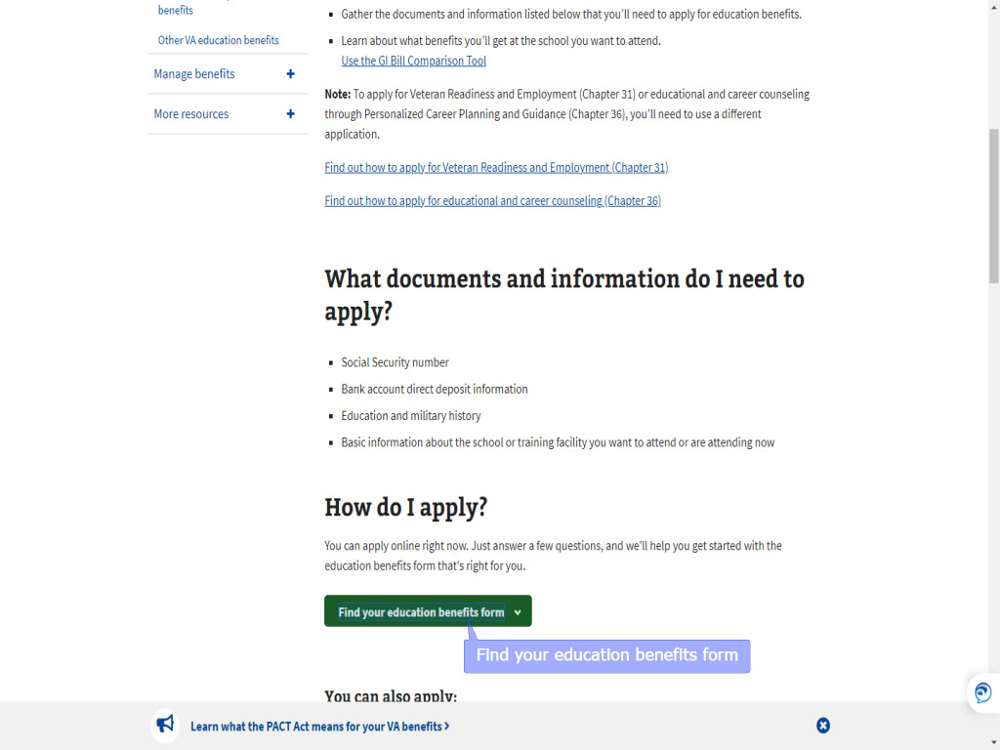 benefits
Other VA education benefits
Manage benefits
More resources
Gather the documents and information listed below that you'll need to apply for education benefits.
Learn about what benefits you'll get at the school you want to attend.
Use the GI Bill Comparison Tool
Note: To apply for Veteran Readiness and Employment (Chapter 31) or educational and career counseling
through Personalized Career Planning and Guidance (Chapter 36), you'll need to use a different
application.
Find out how to apply for Veteran Readiness and Employment (Chapter 31)
Find out how to apply for educational and career counseling (Chapter 36)
What documents and information do I need to
apply?
Social Security number
Bank account direct deposit information
Education and military history
Basic information about the school or training facility you want to attend or are attending now
How do I apply?
You can apply online right now. Just answer a few questions, and we'll help you get started with the
education benefits form that's right for you.
Find your education benefits form
Find your education benefits form
You can also apply:
Learn what the PACT Act means for your VA benefits